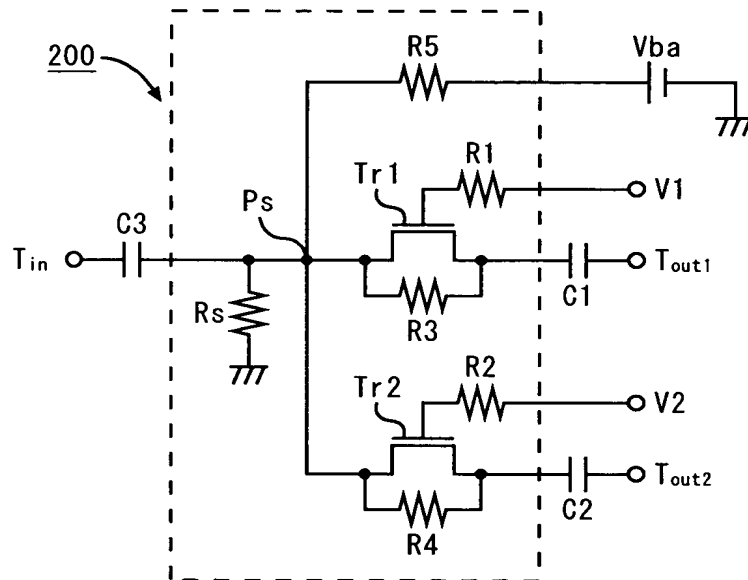 200
R5
Vba
R1
Tr1
V1
Ps
C3
Tin
Tout1
C1
Rs
R3
R2
Tr2
V2
Tout2
C2
R4